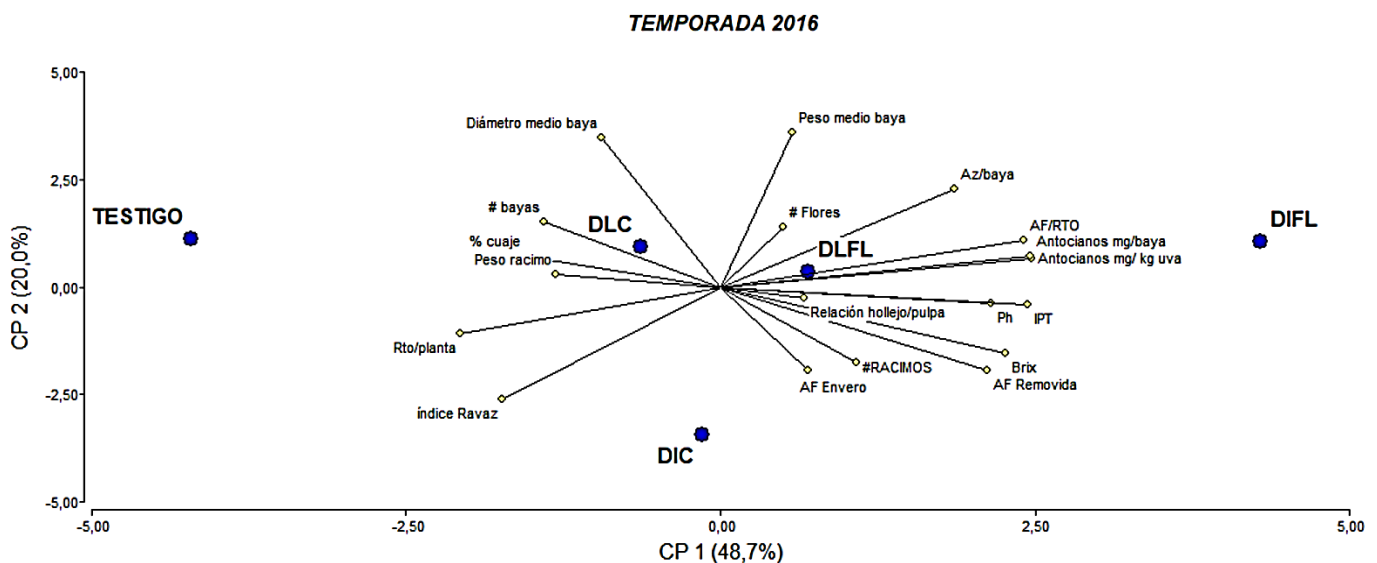 TEMPORADA 2016
5,00
Diámetro medio baya
Peso medio baya
2,50
Az/baya
TESTIGO
# bayas
DLC
# Flores
AF/RTO
DIFL
% cuaje
DLFL
Antocianos mg/baya
Peso racimo
Antocianos mg/ kg uva
CP 2 (20,0%)
0,00
Relación hollejo/pulpa
Ph
IPT
Rto/planta
#RACIMOS
Brix
AF Envero
AF Removida
-2,50
índice Ravaz
DIC
-5,00
-5,00
-2,50
0,00
2,50
5,00
CP 1 (48,7%)